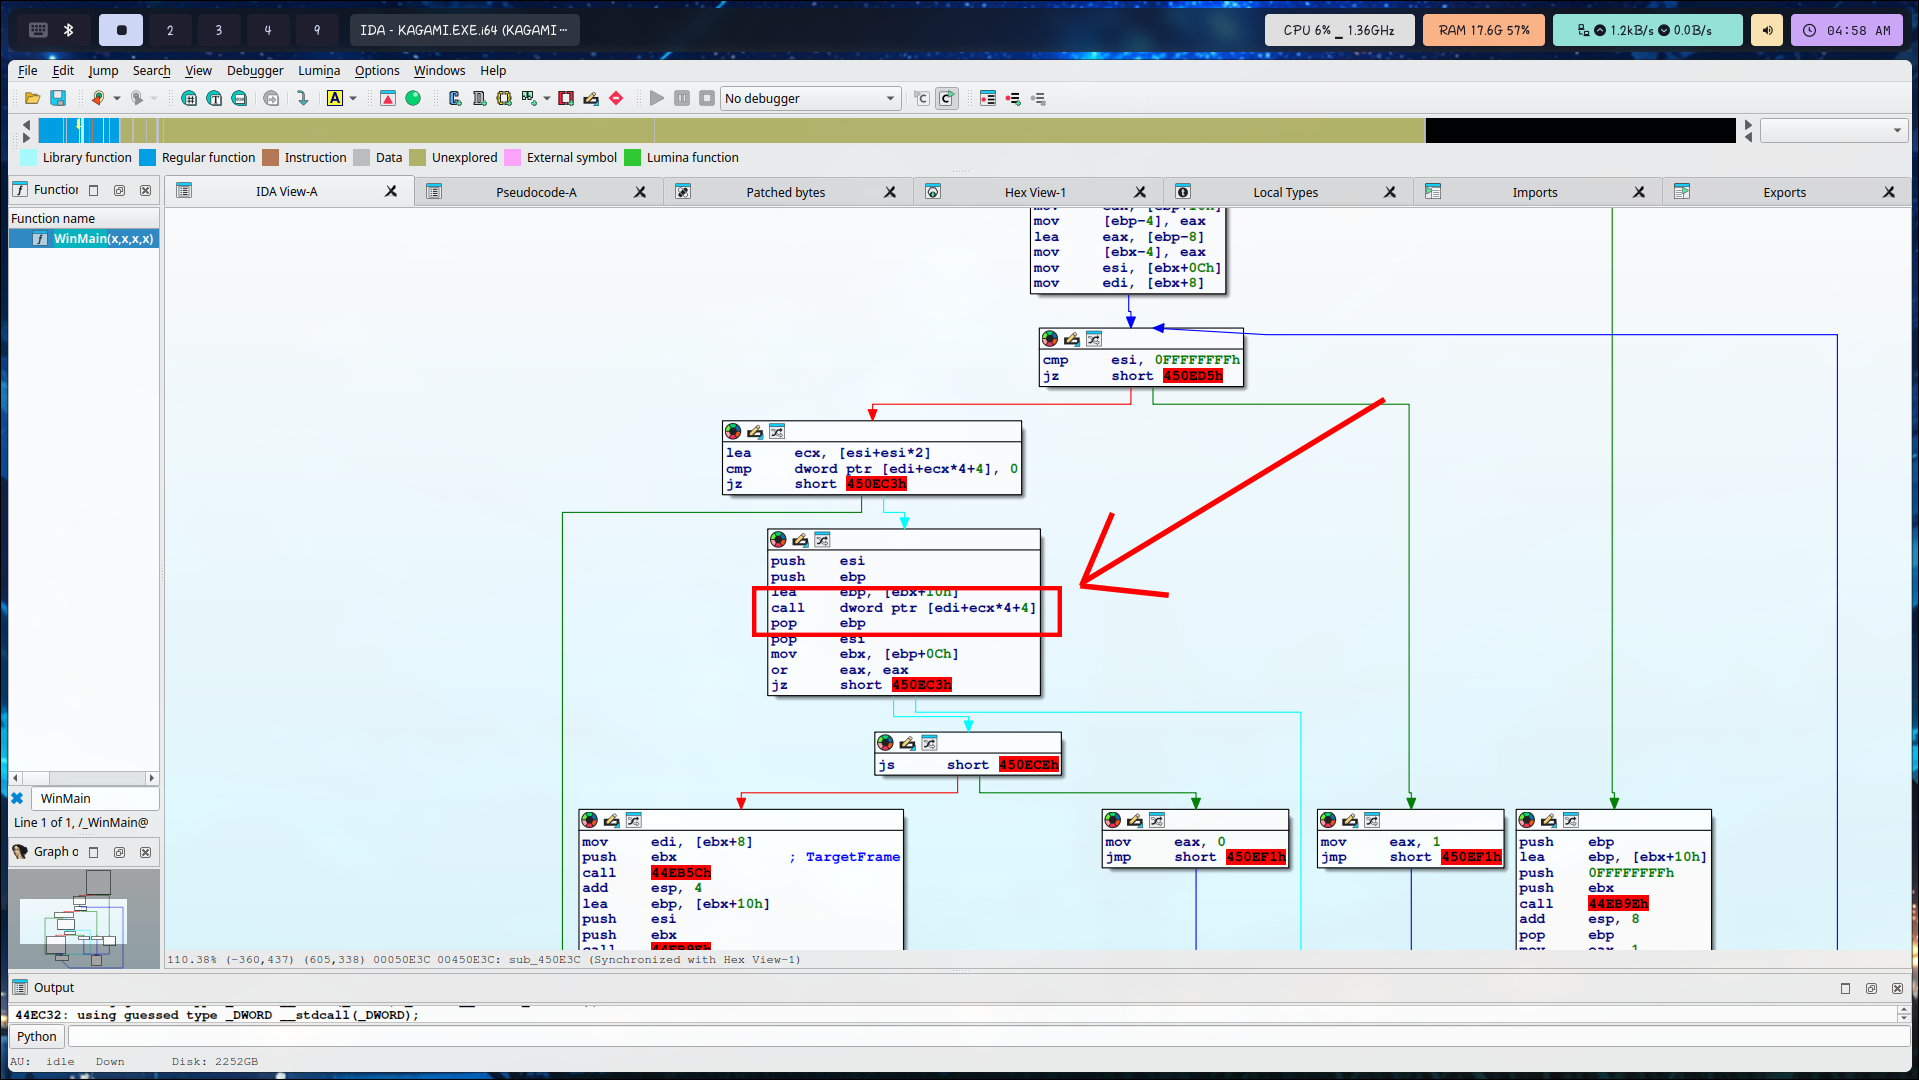 2
3
4
9
IDA - KAGAMI.EXE.i64 (KAGAMI ···
CPU 6% _ 1.36GHz
RAM 17.6G 57%
1.2kB/s 0.0B/s
04:58 AM
File Edit Jump Search View Debugger Lumina Options Windows Help
No debugger
Library function Regular function Instruction Data Unexplored External symbol Lumina function
Function
IDA View-A
Pseudocode-A
Patched bytes
Hex View-1
Local Types
Imports
Exports
Function name
WinMain(x,x,x,x)
mov [ebp-4], eax
lea eax, [ebp-8]
mov [ebx-4], eax
mov esi, [ebx+0Ch]
mov edi, [ebx+8]
cmp esi, 0FFFFFFFFh
jz short 450ED5h
lea ecx, [esi+esi*2]
cmp dword ptr [edi+ecx*4+4], 0
jz short 450EC3h
push esi
push ebp
lea ebp, [ebx+10h]
call dword ptr [edi+ecx*4+4]
pop ebp
pop esi
mov ebx, [ebp+0Ch]
or eax, eax
jz short 450EC3h
js short 450ECEh
mov edi, [ebx+8]
push ebx ; TargetFrame
call 44EB5Ch
add esp, 4
lea ebp, [ebx+10h]
push esi
push ebx
call 44EB9Eh
mov eax, 0
jmp short 450EF1h
mov eax, 1
jmp short 450EF1h
push ebp
lea ebp, [ebx+10h]
push 0FFFFFFFFh
push ebx
call 44EB9Eh
add esp, 8
pop ebp
mov eax, 1
WinMain
Line 1 of 1, /_WinMain@
Graph o
110.38% (-360,437) (605,338) 00050E3C 00450E3C: sub_450E3C (Synchronized with Hex View-1)
Output
44EC32: using guessed type _DWORD __stdcall(_DWORD);
Python
AU: idle Down Disk: 2252GB